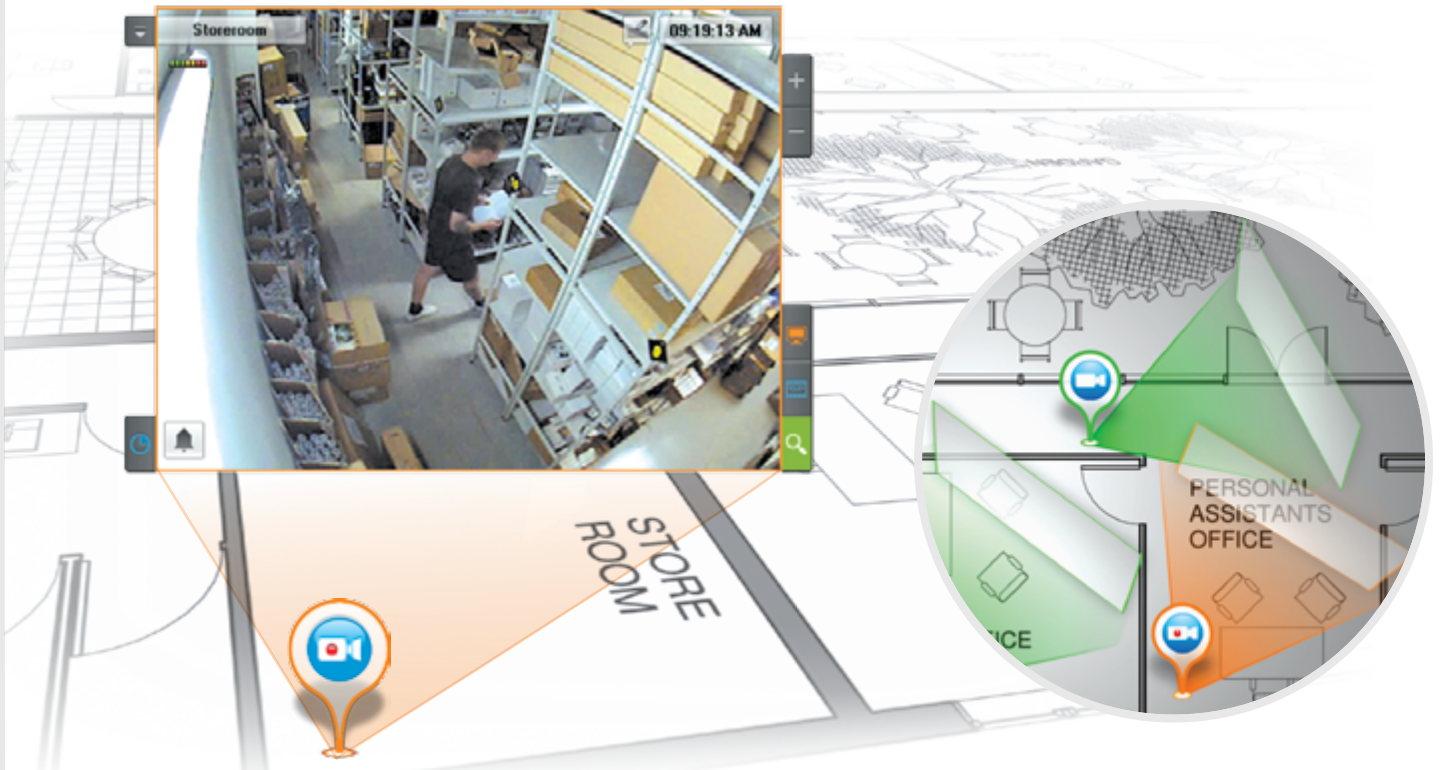 Storeroom
09:19:13 AM
STORE
ROOM
PERSONAL
ASSISTANTS
OFFICE
ICE